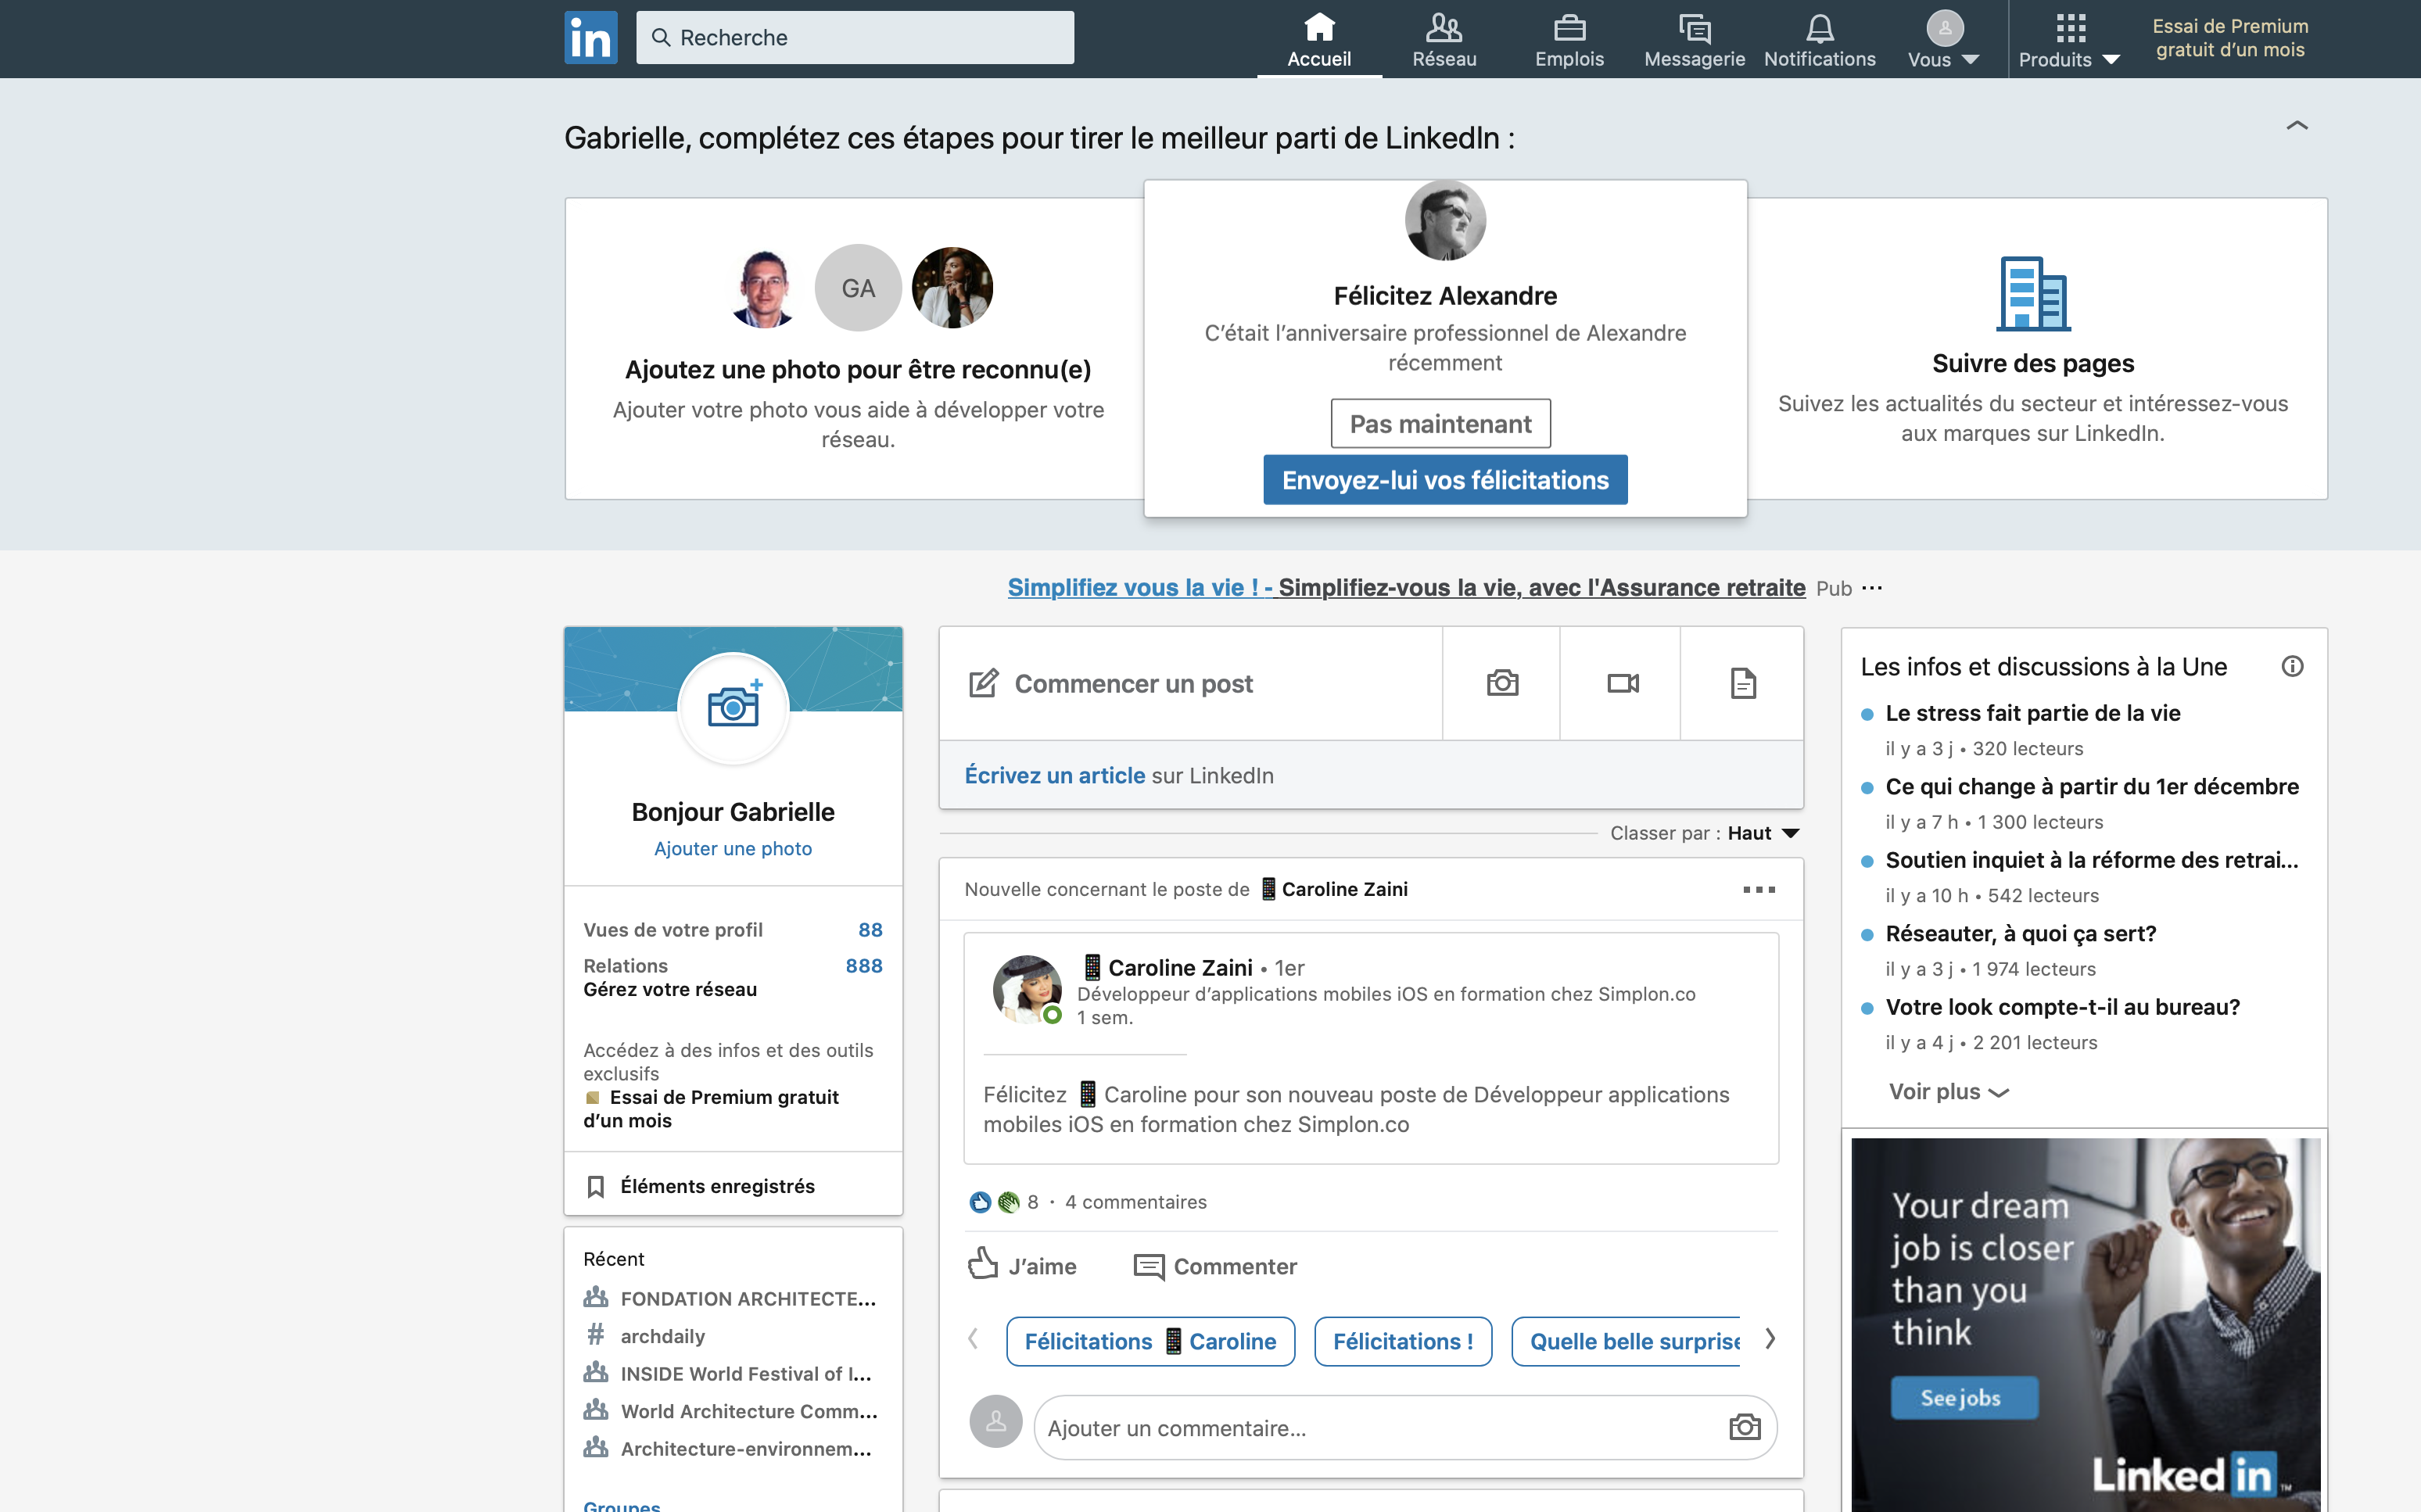 in
Recherche
Accueil
Réseau
Emplois
Messagerie
Notifications
Vous
Produits
Essai de Premium
gratuit d’un mois
Gabrielle, complétez ces étapes pour tirer le meilleur parti de LinkedIn :
GA
Ajoutez une photo pour être reconnu(e)
Ajouter votre photo vous aide à développer votre
réseau.
Félicitez Alexandre
C’était l’anniversaire professionnel de Alexandre
récemment
Pas maintenant
Envoyez-lui vos félicitations
Suivre des pages
Suivez les actualités du secteur et intéressez-vous
aux marques sur LinkedIn.
Simplifiez vous la vie ! - Simplifiez-vous la vie, avec l'Assurance retraite Pub ...
Bonjour Gabrielle
Ajouter une photo
Vues de votre profil 88
Relations 888
Gérez votre réseau
Accédez à des infos et des outils
exclusifs
Essai de Premium gratuit
d’un mois
Éléments enregistrés
Récent
FONDATION ARCHITECTE...
# archdaily
INSIDE World Festival of I...
World Architecture Comm...
Architecture-environnem...
Groupes
Commencer un post
Écrivez un article sur LinkedIn
Classer par : Haut
Nouvelle concernant le poste de 📱Caroline Zaini
📱Caroline Zaini • 1er
Développeur d’applications mobiles iOS en formation chez Simplon.co
1 sem.
Félicitez 📱Caroline pour son nouveau poste de Développeur applications
mobiles iOS en formation chez Simplon.co
8 · 4 commentaires
J’aime
Commenter
Félicitations 📱Caroline
Félicitations !
Quelle belle surprise
Ajouter un commentaire...
Les infos et discussions à la Une
Le stress fait partie de la vie
il y a 3 j • 320 lecteurs
Ce qui change à partir du 1er décembre
il y a 7 h • 1 300 lecteurs
Soutien inquiet à la réforme des retrai...
il y a 10 h • 542 lecteurs
Réseauter, à quoi ça sert?
il y a 3 j • 1 974 lecteurs
Votre look compte-t-il au bureau?
il y a 4 j • 2 201 lecteurs
Voir plus
Your dream
job is closer
than you
think
See jobs
Linked in ™